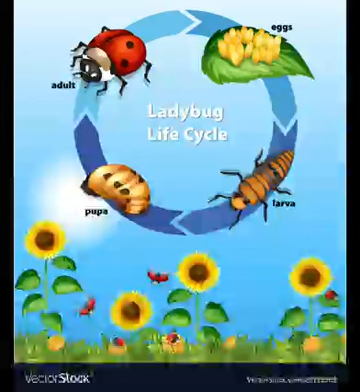 eggs
adult
Ladybug
Life Cycle
larva
pupa
VectorStock